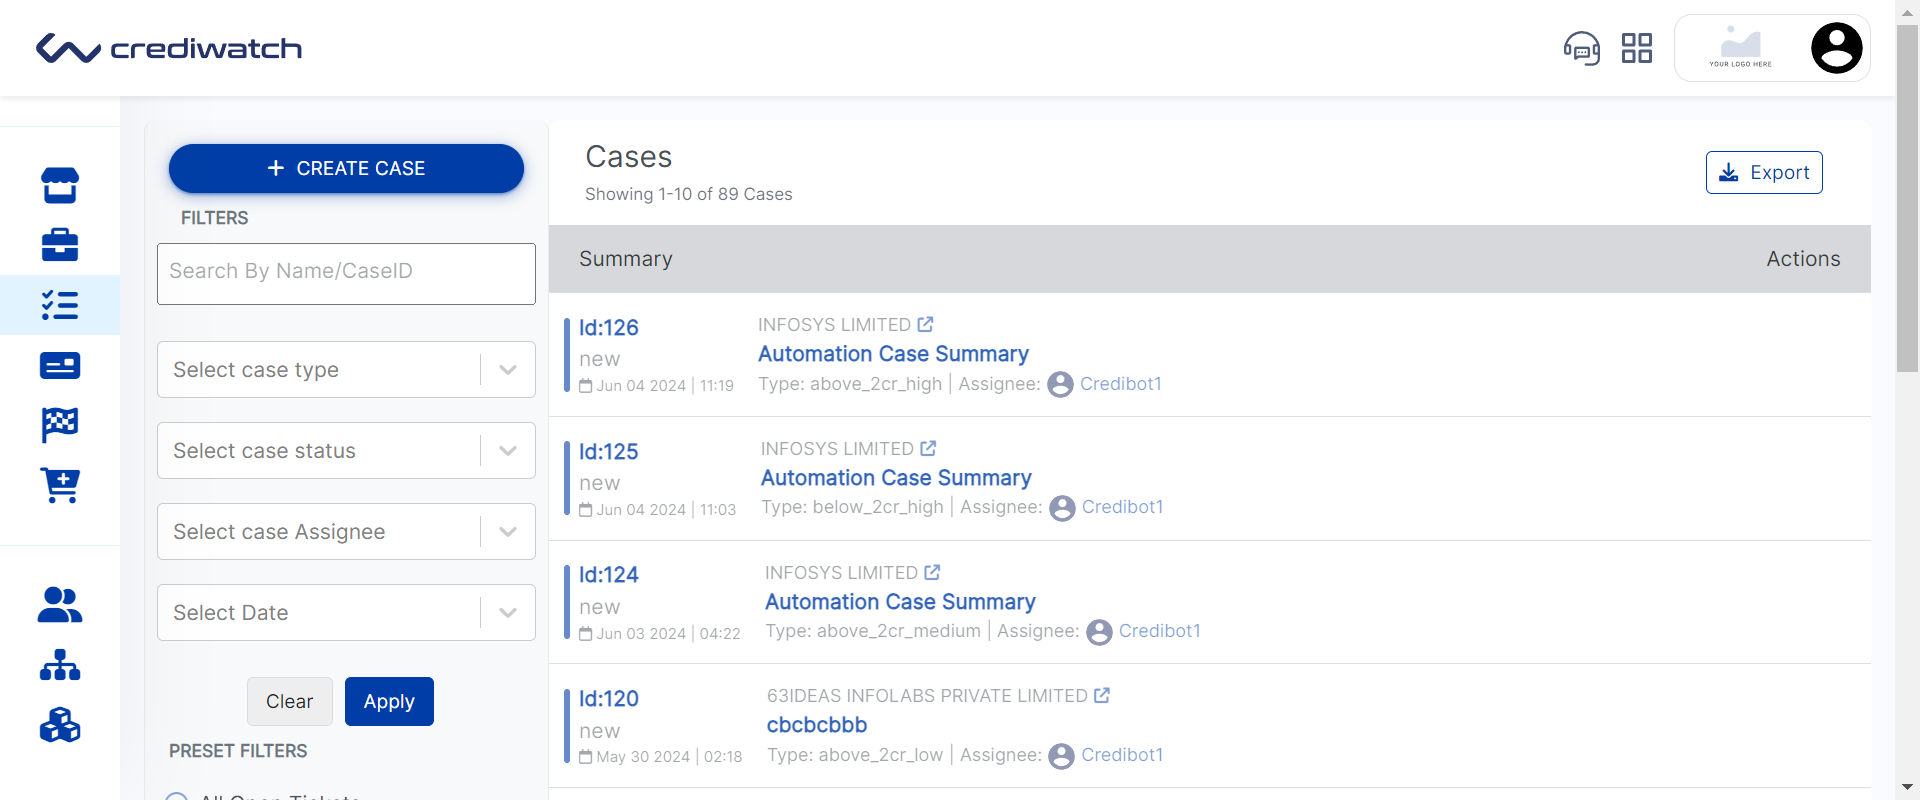 crediwatch
YOUR LOGO HERE
CREATE CASE
FILTERS
Search By Name/CaseID
Select case type
Select case status
Select case Assignee
Select Date
Clear
Apply
PRESET FILTERS
All Open Tickets
Cases
Showing 1-10 of 89 Cases
Export
Summary
Actions
Id:126
new
Jun 04 2024 | 11:19
INFOSYS LIMITED
Automation Case Summary
Type: above_2cr_high | Assignee: Credibot1
Id:125
new
Jun 04 2024 | 11:03
INFOSYS LIMITED
Automation Case Summary
Type: below_2cr_high | Assignee: Credibot1
Id:124
new
Jun 03 2024 | 04:22
INFOSYS LIMITED
Automation Case Summary
Type: above_2cr_medium | Assignee: Credibot1
Id:120
new
May 30 2024 | 02:18
63IDEAS INFOLABS PRIVATE LIMITED
cbcbcbbb
Type: above_2cr_low | Assignee: Credibot1